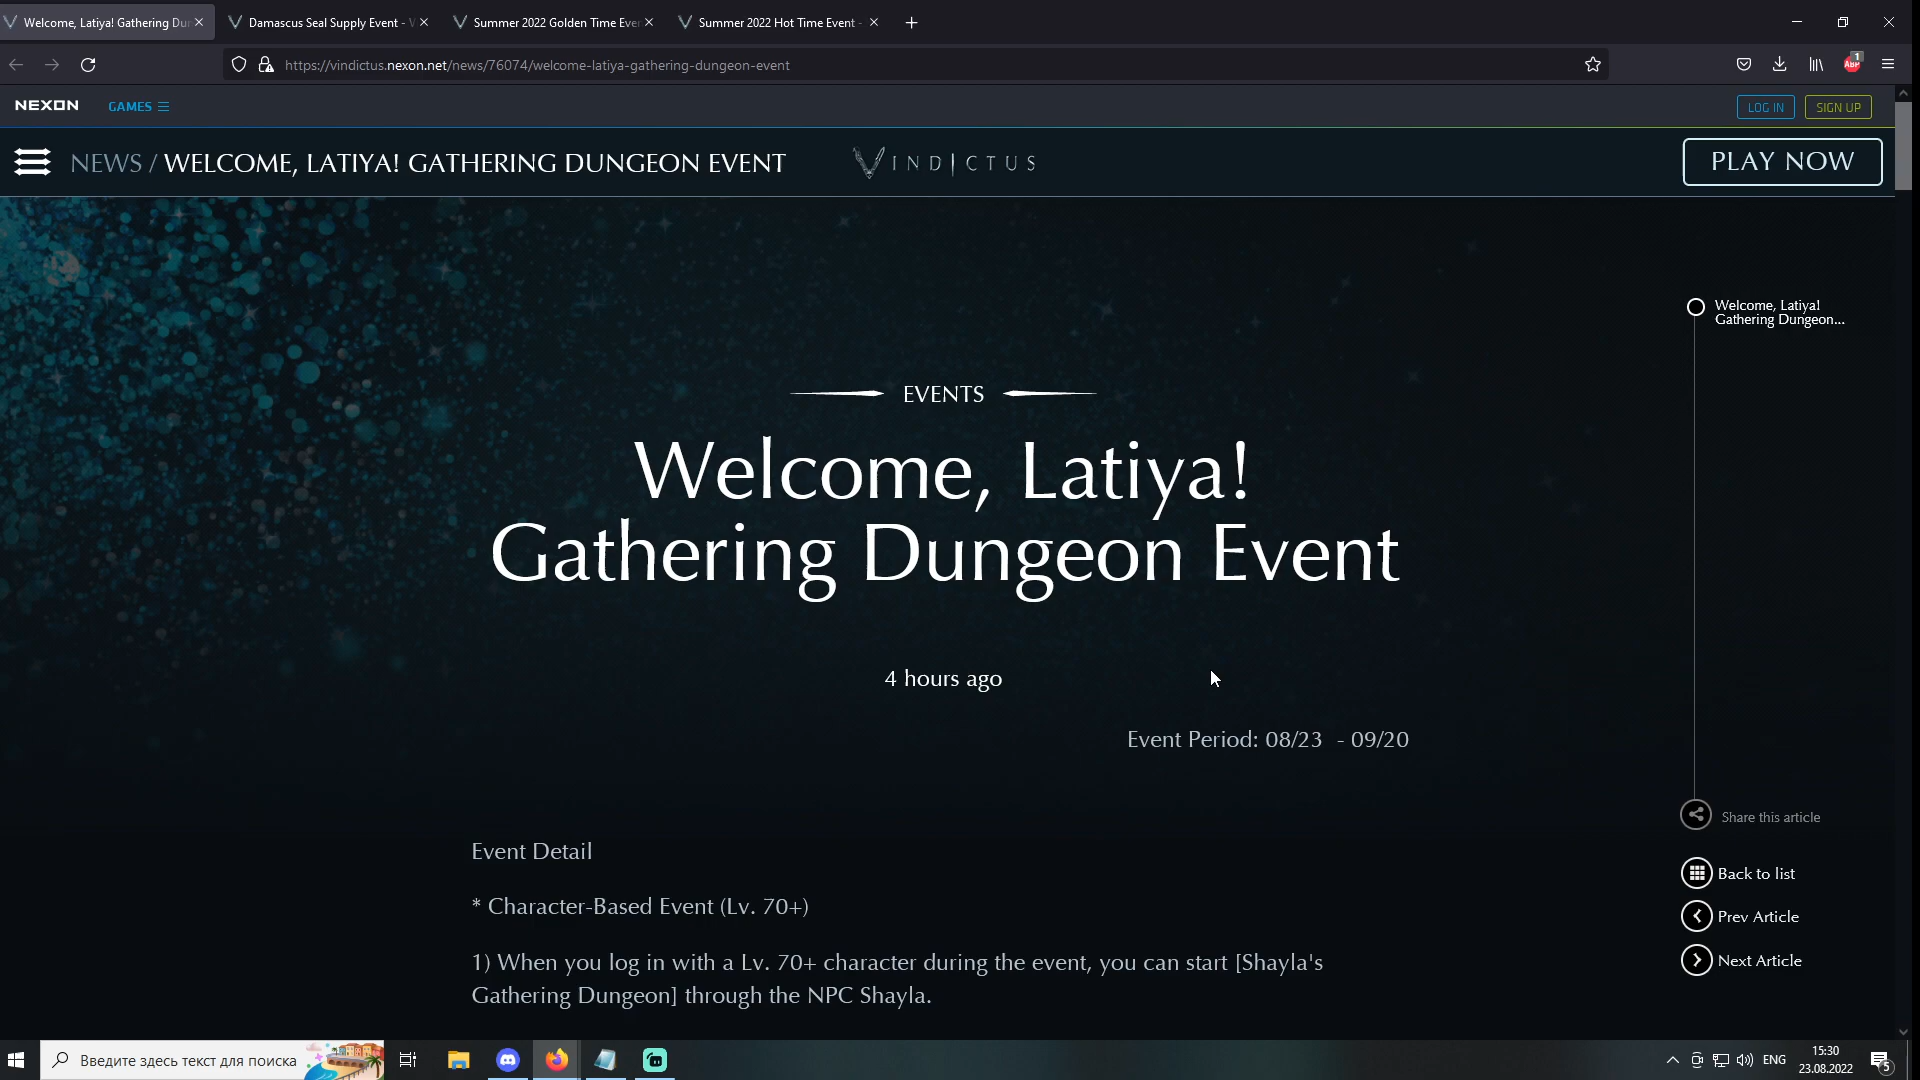 Welcome, Latiya! Gathering Dun
Damascus Seal Supply Event - V
Summer 2022 Golden Time Eve
Summer 2022 Hot Time Event -
https://vindictus.nexon.net/news/76074/welcome-latiya-gathering-dungeon-event
ABP
1
NEXON
GAMES
LOG IN
SIGN UP
NEWS / WELCOME, LATIYA! GATHERING DUNGEON EVENT
VINDICTUS
PLAY NOW
Welcome, Latiya!
Gathering Dungeon...
EVENTS
Welcome, Latiya!
Gathering Dungeon Event
4 hours ago
Event Period: 08/23 - 09/20
Share this article
Event Detail
Back to list
* Character-Based Event (Lv. 70+)
Prev Article
1) When you log in with a Lv. 70+ character during the event, you can start [Shayla's
Gathering Dungeon] through the NPC Shayla.
Next Article
Введите здесь текст для поиска
ENG
15:30
23.08.2022
5